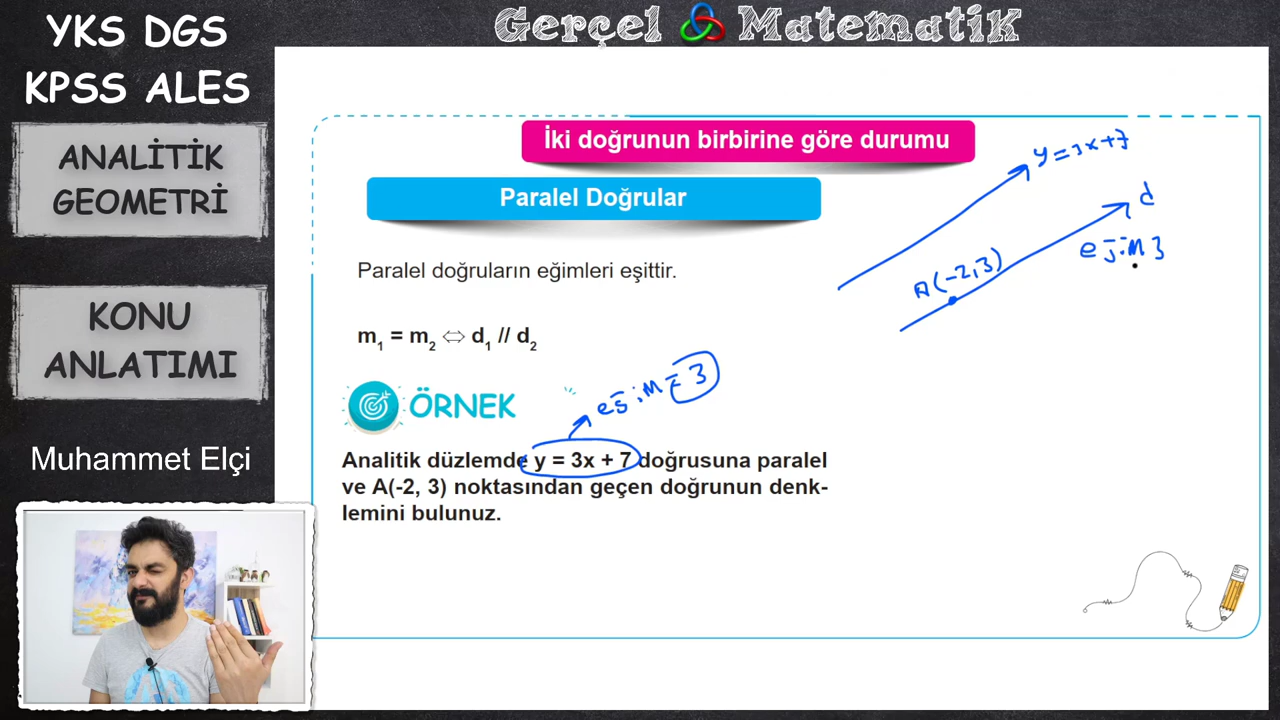 Gerçel Matematik
YKS DGS
KPSS ALES
ANALİTİK
GEOMETRİ
KONU
ANLATIMI
Muhammet Elçi
İki doğrunun birbirine göre durumu
Paralel Doğrular
Paralel doğruların eğimleri eşittir.
m1 = m2 ⇔ d1 // d2
ÖRNEK
eğim = 3
Analitik düzlemde y = 3x + 7 doğrusuna paralel
ve A(-2, 3) noktasından geçen doğrunun denk-
lemini bulunuz.
y = 3x+7
d
eğim 3
A(-2,3)